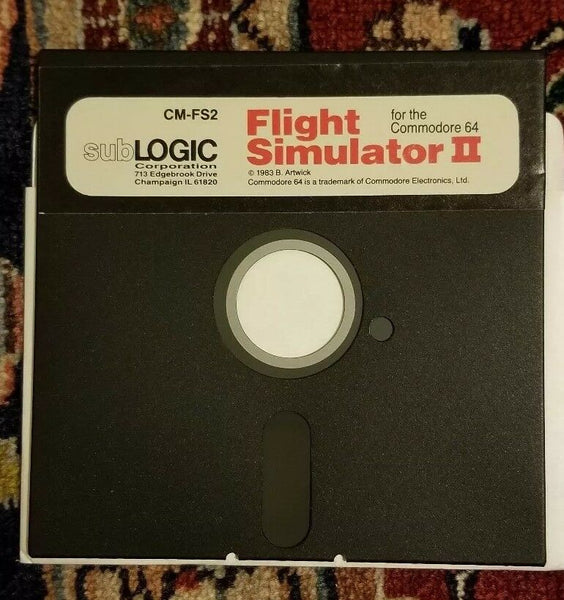 CM-FS2
subLOGIC
Corporation
713 Edgebrook Drive
Champaign IL 61820
Flight
Simulator II
for the
Commodore 64
© 1983 B. Artwick
Commodore 64 is a trademark of Commodore Electronics, Ltd.